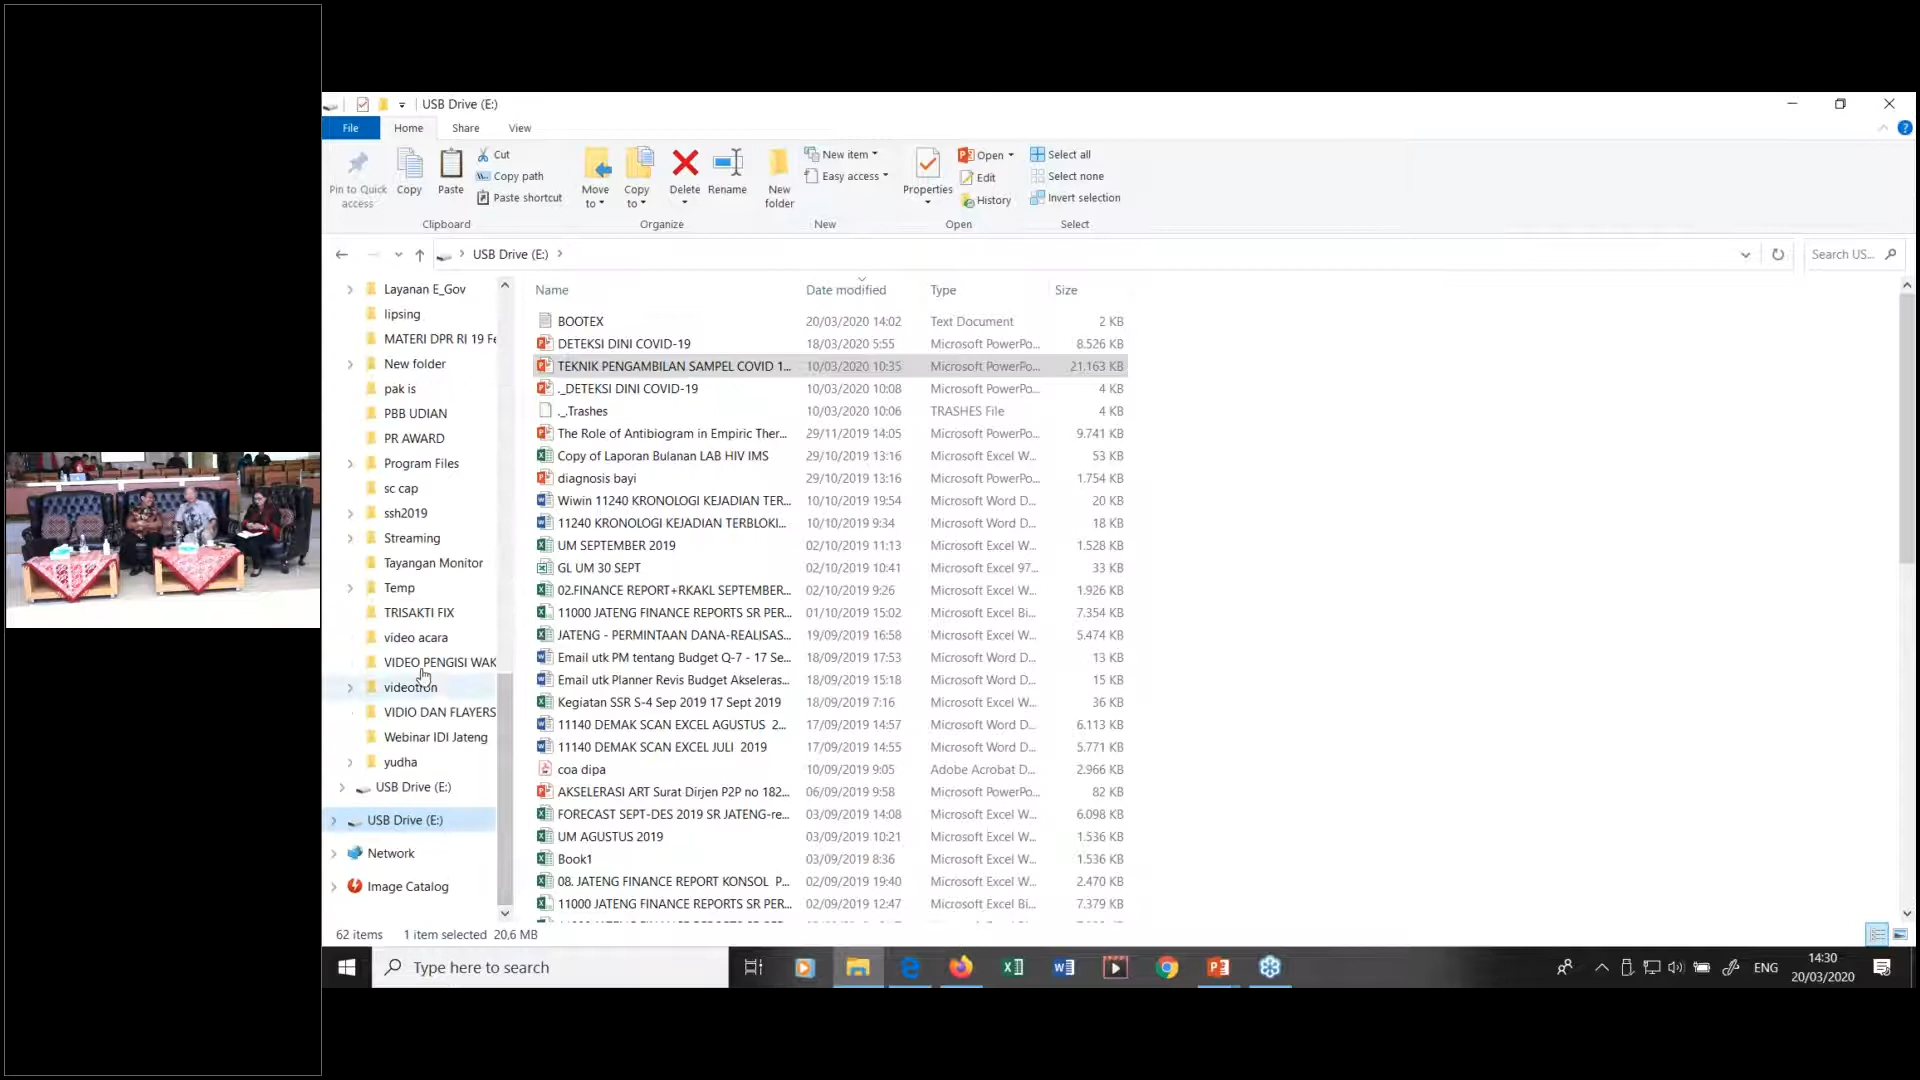 USB Drive (E:)
File Home Share View
Pin to Quick access
Copy
Paste
Cut
Copy path
Paste shortcut
Clipboard
Move to
Copy to
Delete
Rename
Organize
New folder
New item
Easy access
New
Properties
Open
Edit
History
Open
Select all
Select none
Invert selection
Select
USB Drive (E:)
Search US...
Layanan E_Gov
lipsing
MATERI DPR RI 19 Fe
New folder
pak is
PBB UDIAN
PR AWARD
Program Files
sc cap
ssh2019
Streaming
Tayangan Monitor
Temp
TRISAKTI FIX
video acara
VIDEO PENGISI WAK
videotron
VIDIO DAN FLAYERS
Webinar IDI Jateng
yudha
USB Drive (E:)
USB Drive (E:)
Network
Image Catalog
Name Date modified Type Size
BOOTEX 20/03/2020 14:02 Text Document 2 KB
DETEKSI DINI COVID-19 18/03/2020 5:55 Microsoft PowerPo... 8.526 KB
TEKNIK PENGAMBILAN SAMPEL COVID 1... 10/03/2020 10:35 Microsoft PowerPo... 21.163 KB
._DETEKSI DINI COVID-19 10/03/2020 10:08 Microsoft PowerPo... 4 KB
._.Trashes 10/03/2020 10:06 TRASHES File 4 KB
The Role of Antibiogram in Empiric Ther... 29/11/2019 14:05 Microsoft PowerPo... 9.741 KB
Copy of Laporan Bulanan LAB HIV IMS 29/10/2019 13:16 Microsoft Excel W... 53 KB
diagnosis bayi 29/10/2019 13:16 Microsoft PowerPo... 1.754 KB
Wiwin 11240 KRONOLOGI KEJADIAN TER... 10/10/2019 19:54 Microsoft Word D... 20 KB
11240 KRONOLOGI KEJADIAN TERBLOKI... 10/10/2019 9:34 Microsoft Word D... 18 KB
UM SEPTEMBER 2019 02/10/2019 11:13 Microsoft Excel W... 1.528 KB
GL UM 30 SEPT 02/10/2019 10:41 Microsoft Excel 97... 33 KB
02.FINANCE REPORT+RKAKL SEPTEMBER... 02/10/2019 9:26 Microsoft Excel W... 1.926 KB
11000 JATENG FINANCE REPORTS SR PER... 01/10/2019 15:02 Microsoft Excel Bi... 7.354 KB
JATENG - PERMINTAAN DANA-REALISAS... 19/09/2019 16:58 Microsoft Excel W... 5.474 KB
Email utk PM tentang Budget Q-7 - 17 Se... 18/09/2019 17:53 Microsoft Word D... 13 KB
Email utk Planner Revis Budget Akseleras... 18/09/2019 15:18 Microsoft Word D... 15 KB
Kegiatan SSR S-4 Sep 2019 17 Sept 2019 18/09/2019 7:16 Microsoft Excel W... 36 KB
11140 DEMAK SCAN EXCEL AGUSTUS 2... 17/09/2019 14:57 Microsoft Word D... 6.113 KB
11140 DEMAK SCAN EXCEL JULI 2019 17/09/2019 14:55 Microsoft Word D... 5.771 KB
coa dipa 10/09/2019 9:05 Adobe Acrobat D... 2.966 KB
AKSELERASI ART Surat Dirjen P2P no 182... 06/09/2019 9:58 Microsoft PowerPo... 82 KB
FORECAST SEPT-DES 2019 SR JATENG-re... 03/09/2019 14:08 Microsoft Excel W... 6.098 KB
UM AGUSTUS 2019 03/09/2019 10:21 Microsoft Excel W... 1.536 KB
Book1 03/09/2019 8:36 Microsoft Excel W... 1.536 KB
08. JATENG FINANCE REPORT KONSOL P... 02/09/2019 19:40 Microsoft Excel W... 2.470 KB
11000 JATENG FINANCE REPORTS SR PER... 02/09/2019 12:47 Microsoft Excel Bi... 7.379 KB
62 items 1 item selected 20,6 MB
Type here to search
ENG
14:30
20/03/2020